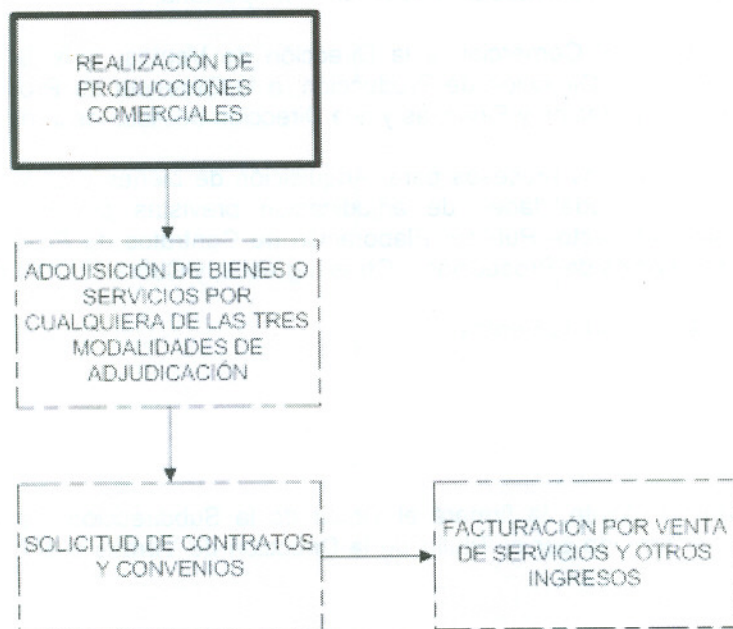 REALIZACIÓN DE
PRODUCCIONES
COMERCIALES
ADQUISICIÓN DE BIENES O
SERVICIOS POR
CUALQUIERA DE LAS TRES
MODALIDADES DE
ADJUDICACIÓN
SOLICITUD DE CONTRATOS
Y CONVENIOS
FACTURACIÓN POR VENTA
DE SERVICIOS Y OTROS
INGRESOS